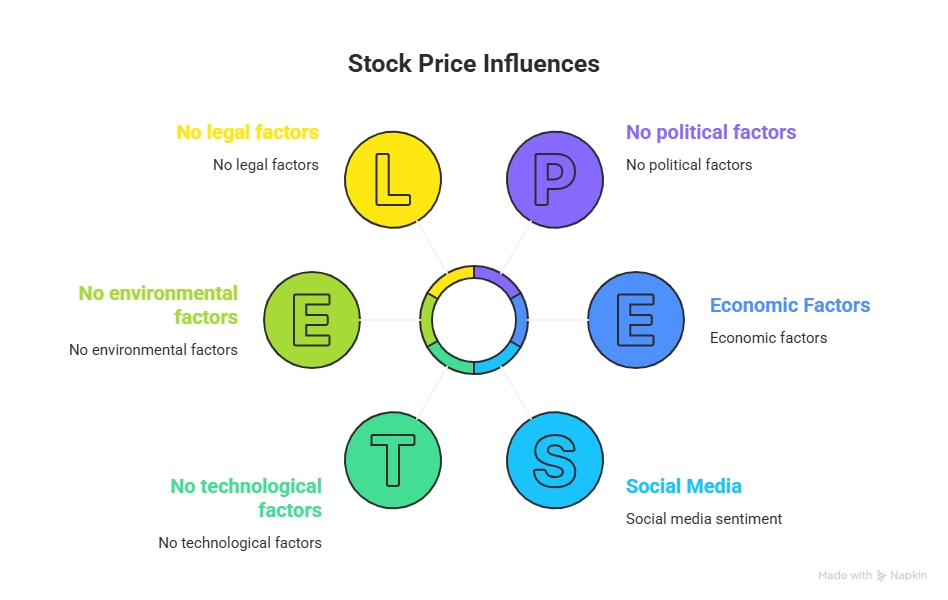 Stock Price Influences
No legal factors
No legal factors
L
P
No political factors
No political factors
No environmental
factors
No environmental factors
E
E
Economic Factors
Economic factors
No technological
factors
No technological factors
T
S
Social Media
Social media sentiment
Made with Napkin